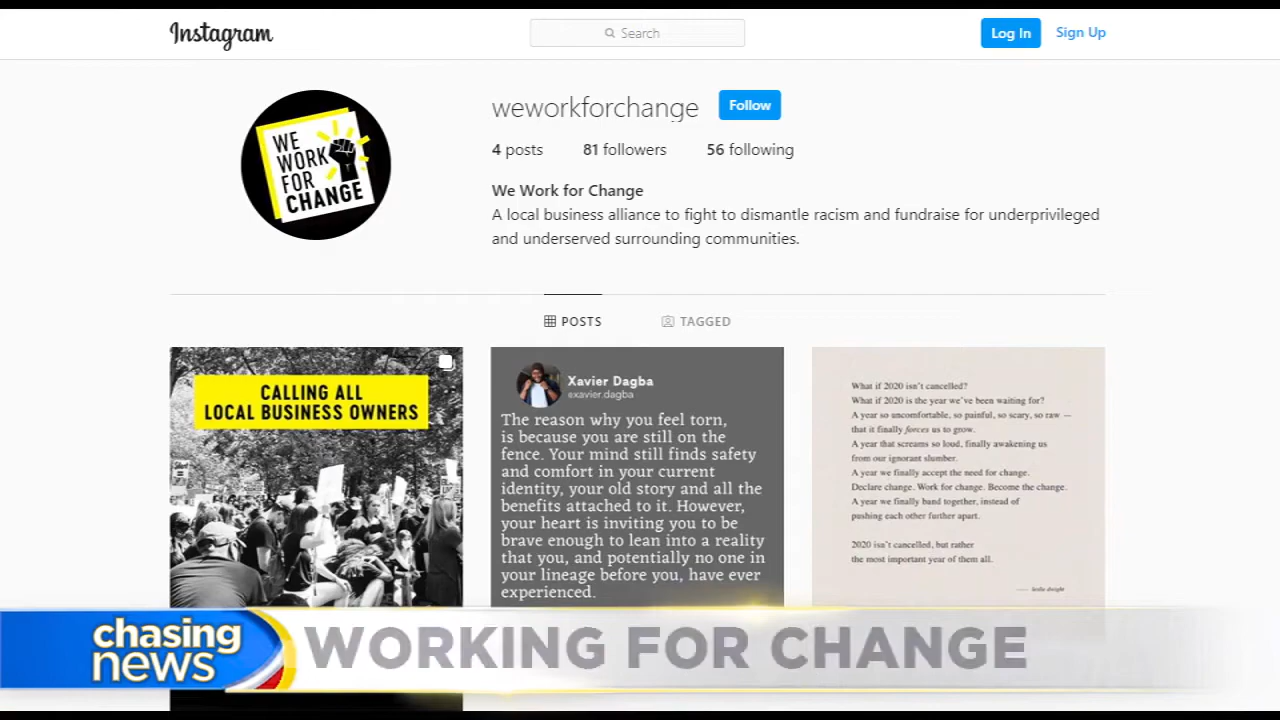 Instagram
Search
Log In
Sign Up
WE
WORK
FOR
CHANGE
weworkforchange
Follow
4 posts
81 followers
56 following
We Work for Change
A local business alliance to fight to dismantle racism and fundraise for underprivileged
and underserved surrounding communities.
POSTS
TAGGED
CALLING ALL
LOCAL BUSINESS OWNERS
Xavier Dagba
@xavier.dagba
The reason why you feel torn,
is because you are still on the
fence. Your mind still finds safety
and comfort in your current
identity, your old story and all the
benefits attached to it. However,
your heart is inviting you to be
brave enough to lean into a reality
that you, and potentially no one in
your lineage before you, have ever
experienced.
What if 2020 isn't cancelled?
What if 2020 is the year we've been waiting for?
A year so uncomfortable, so painful, so scary, so raw —
that it finally forces us to grow.
A year that screams so loud, finally awakening us
from our ignorant slumber.
A year we finally accept the need for change.
Declare change. Work for change. Become the change.
A year we finally band together, instead of
pushing each other further apart.
2020 isn't cancelled, but rather
the most important year of them all.
— leslie dwight
chasing
news
WORKING FOR CHANGE